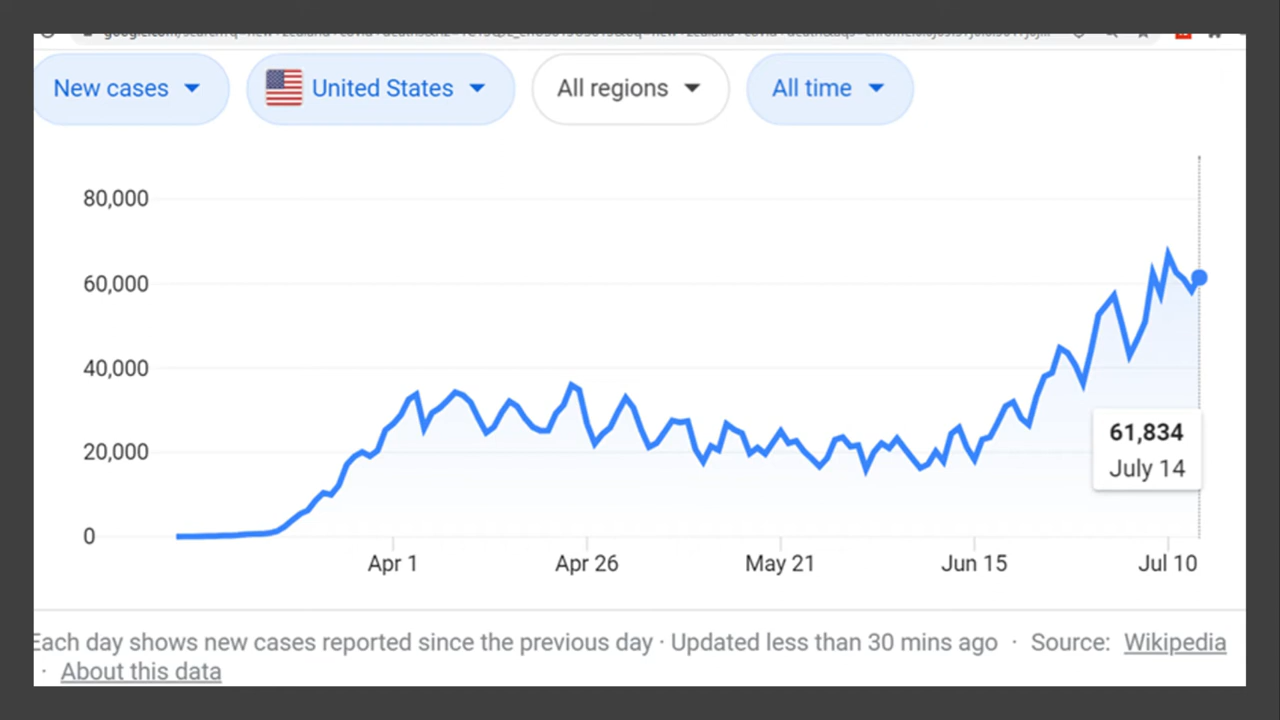 New cases United States All regions All time
80,000
60,000
40,000
20,000
0
61,834
July 14
Apr 1 Apr 26 May 21 Jun 15 Jul 10
Each day shows new cases reported since the previous day · Updated less than 30 mins ago · Source: Wikipedia
· About this data